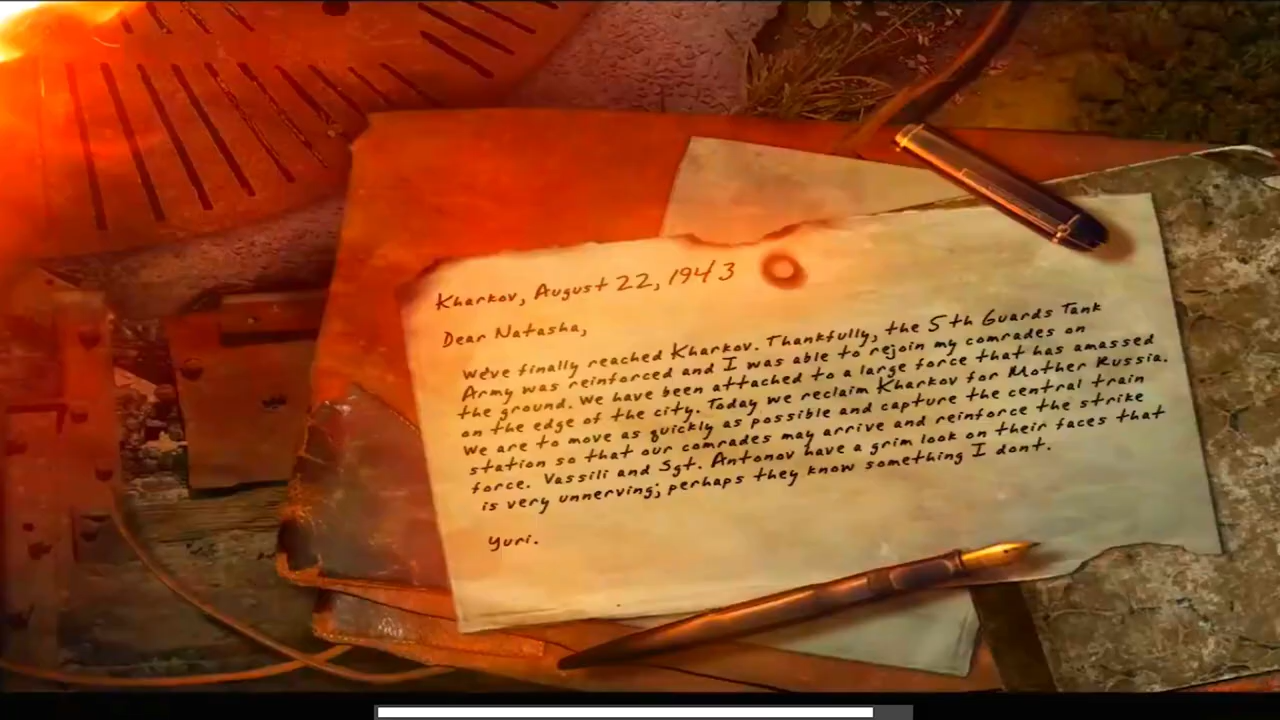 Kharkov, August 22, 1943
Dear Natasha,
We've finally reached Kharkov. Thankfully, the 5th Guards Tank
Army was reinforced and I was able to rejoin my comrades on
the ground. We have been attached to a large force that has amassed
on the edge of the city. Today we reclaim Kharkov for Mother Russia.
We are to move as quickly as possible and capture the central train
station so that our comrades may arrive and reinforce the strike
force. Vassili and Sgt. Antonov have a grim look on their faces that
is very unnerving; perhaps they know something I dont.
Yuri.